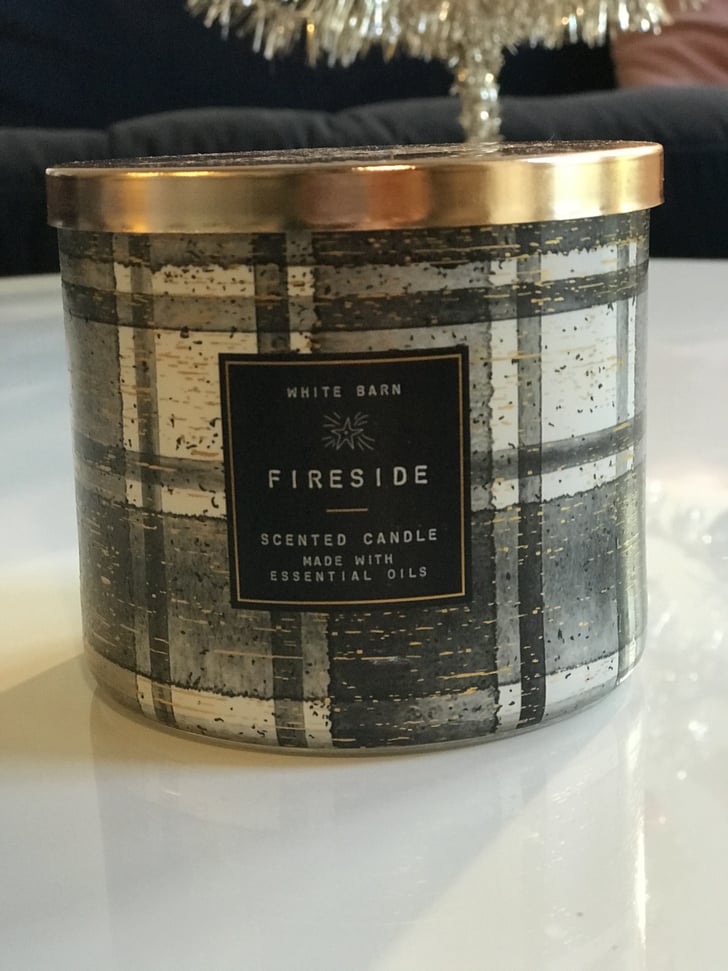 WHITE BARN
FIRESIDE
SCENTED CANDLE
MADE WITH
ESSENTIAL OILS